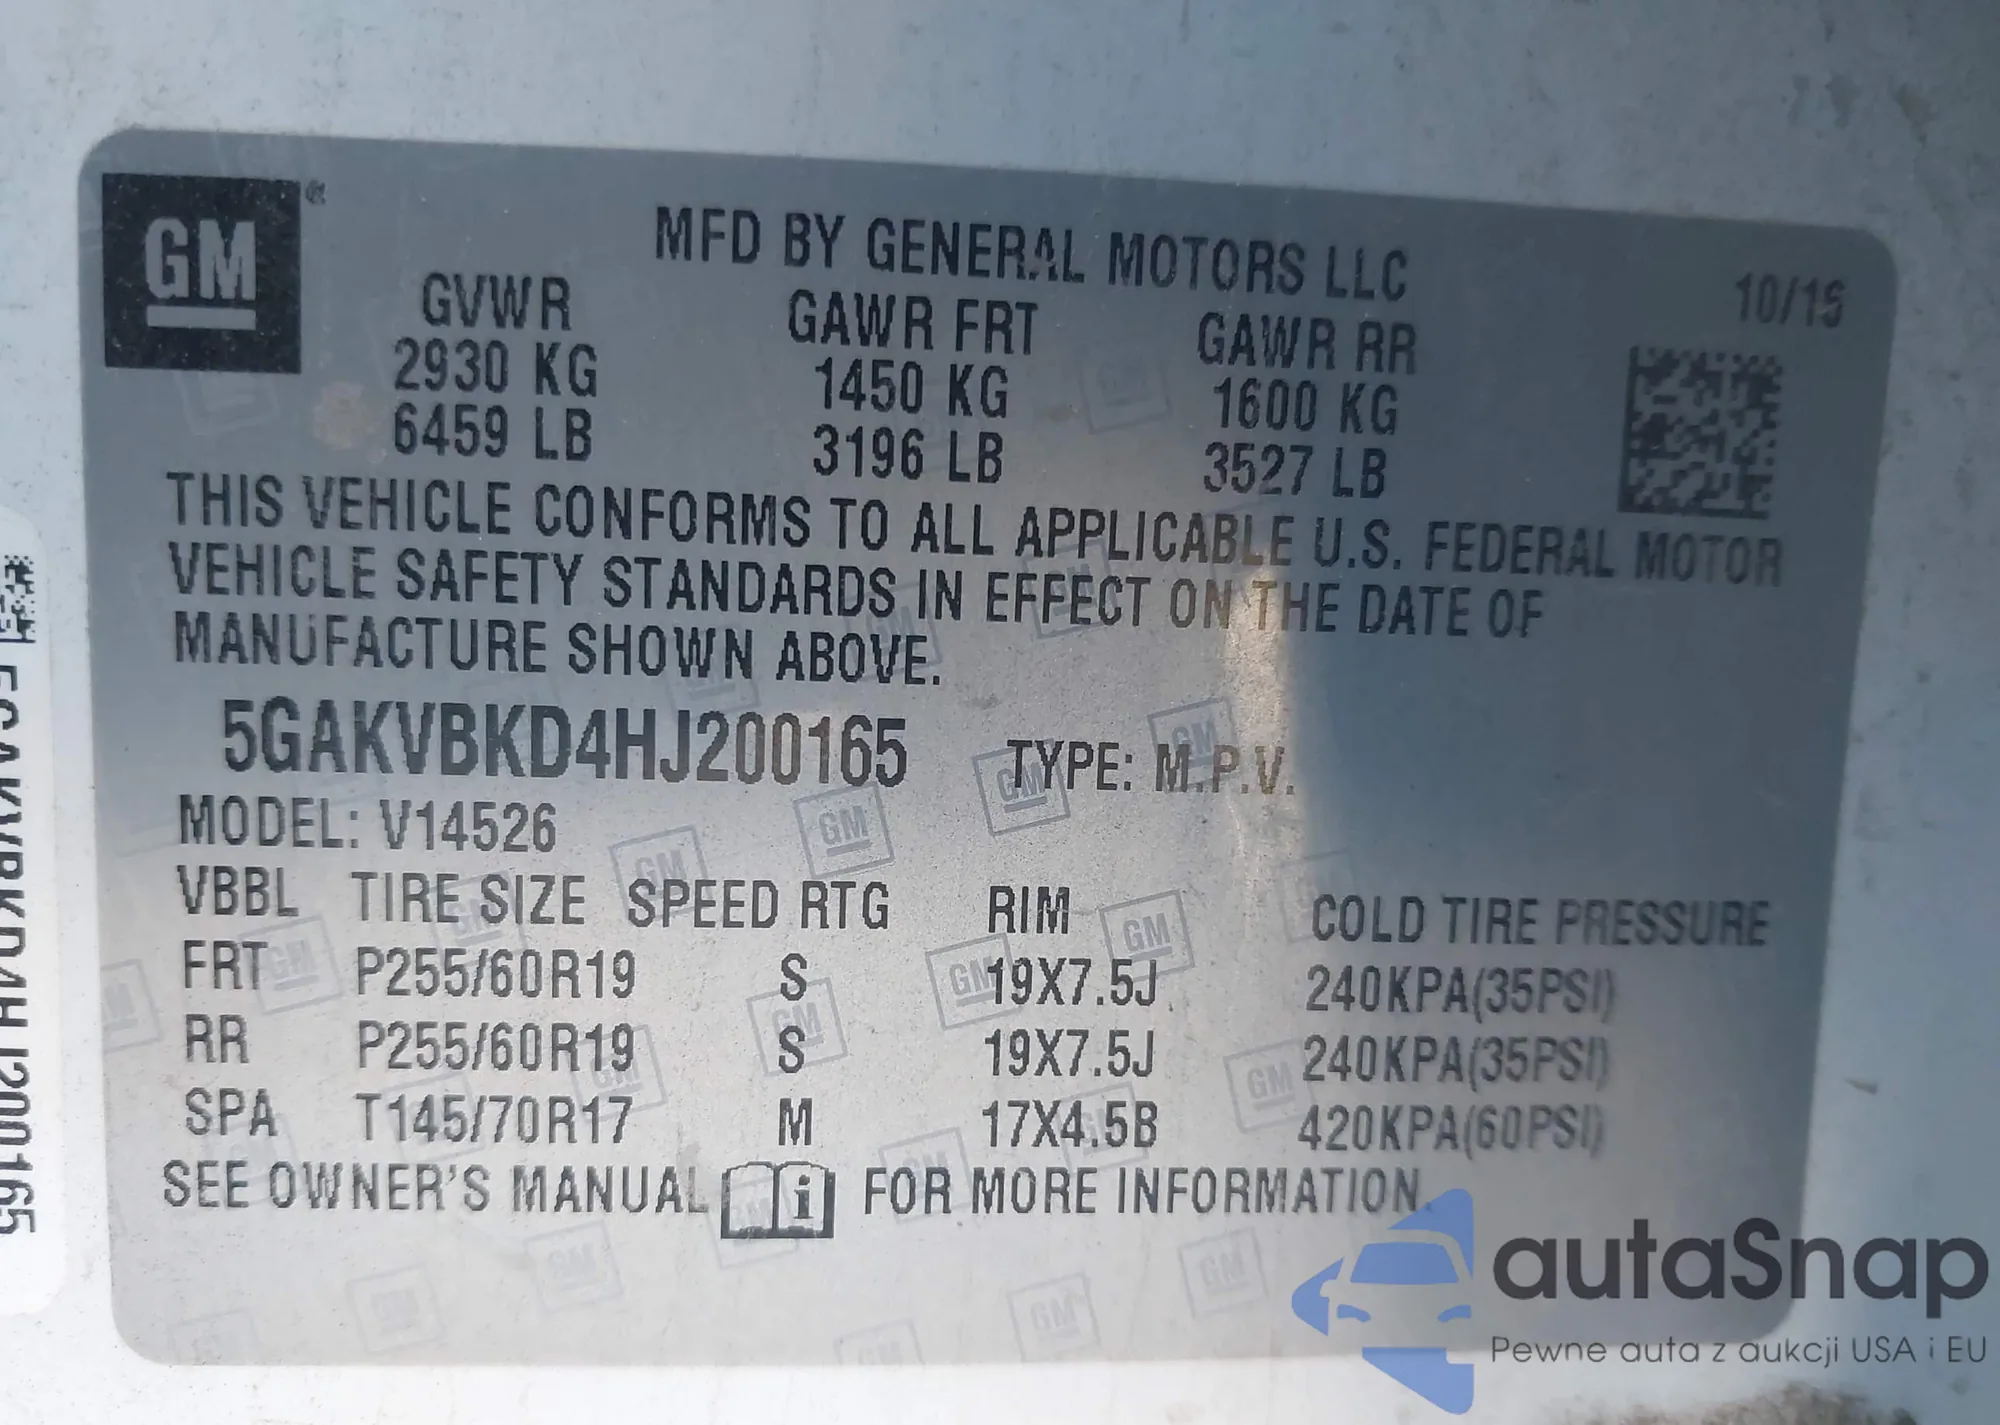 GM
MFD BY GENERAL MOTORS LLC
GVWR GAWR FRT GAWR RR
2930 KG 1450 KG 1600 KG
6459 LB 3196 LB 3527 LB
THIS VEHICLE CONFORMS TO ALL APPLICABLE U.S. FEDERAL MOTOR
VEHICLE SAFETY STANDARDS IN EFFECT ON THE DATE OF
MANUFACTURE SHOWN ABOVE.
5GAKVBKD4HJ200165 TYPE: M.P.V.
MODEL: V14526
VBBL TIRE SIZE SPEED RTG RIM COLD TIRE PRESSURE
FRT P255/60R19 S 19X7.5J 240KPA(35PSI)
RR P255/60R19 S 19X7.5J 240KPA(35PSI)
SPA T145/70R17 M 17X4.5B 420KPA(60PSI)
SEE OWNER'S MANUAL i FOR MORE INFORMATION.
autaSnap
Pewne auta z aukcji USA i EU